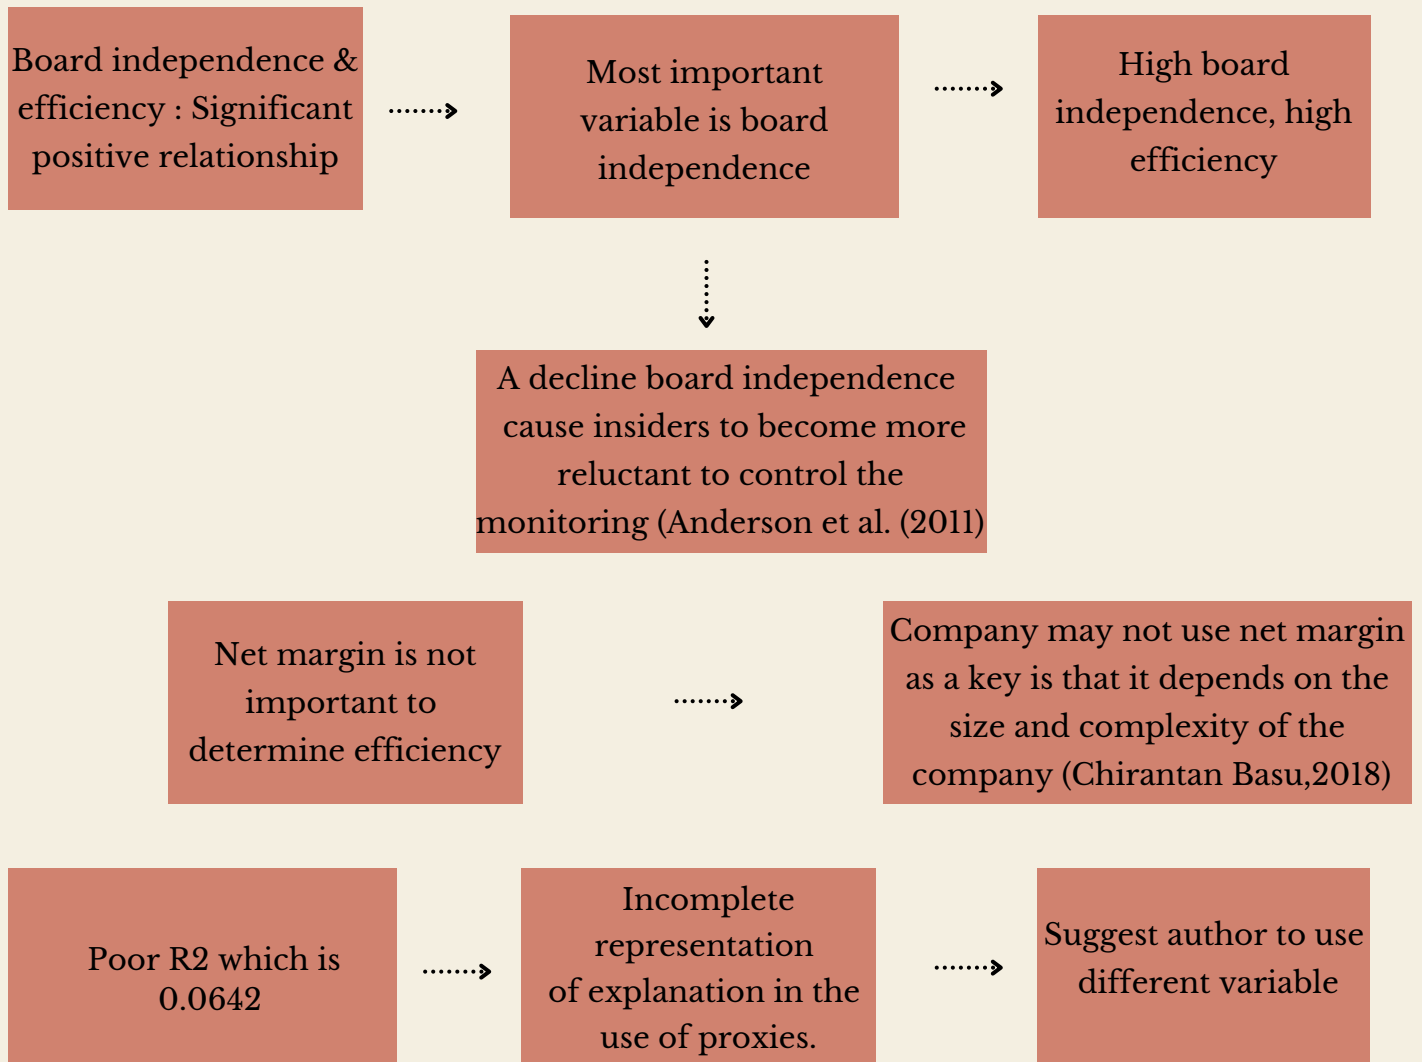 Board independence &
efficiency : Significant
positive relationship
Most important
variable is board
independence
High board
independence, high
efficiency
A decline board independence
cause insiders to become more
reluctant to control the
monitoring (Anderson et al. (2011)
Net margin is not
important to
determine efficiency
Company may not use net margin
as a key is that it depends on the
size and complexity of the
company (Chirantan Basu,2018)
Poor R2 which is
0.0642
Incomplete
representation
of explanation in the
use of proxies.
Suggest author to use
different variable